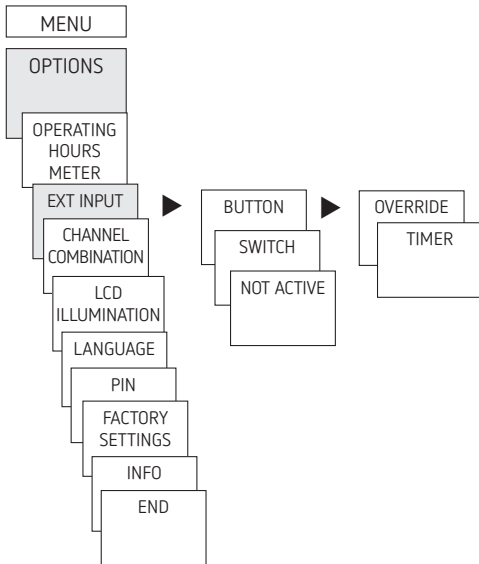 MENU
OPTIONS
OPERATING
HOURS
METER
EXT INPUT
BUTTON
OVERRIDE
SWITCH
TIMER
NOT ACTIVE
CHANNEL
COMBINATION
LCD
ILLUMINATION
LANGUAGE
PIN
FACTORY
SETTINGS
INFO
END